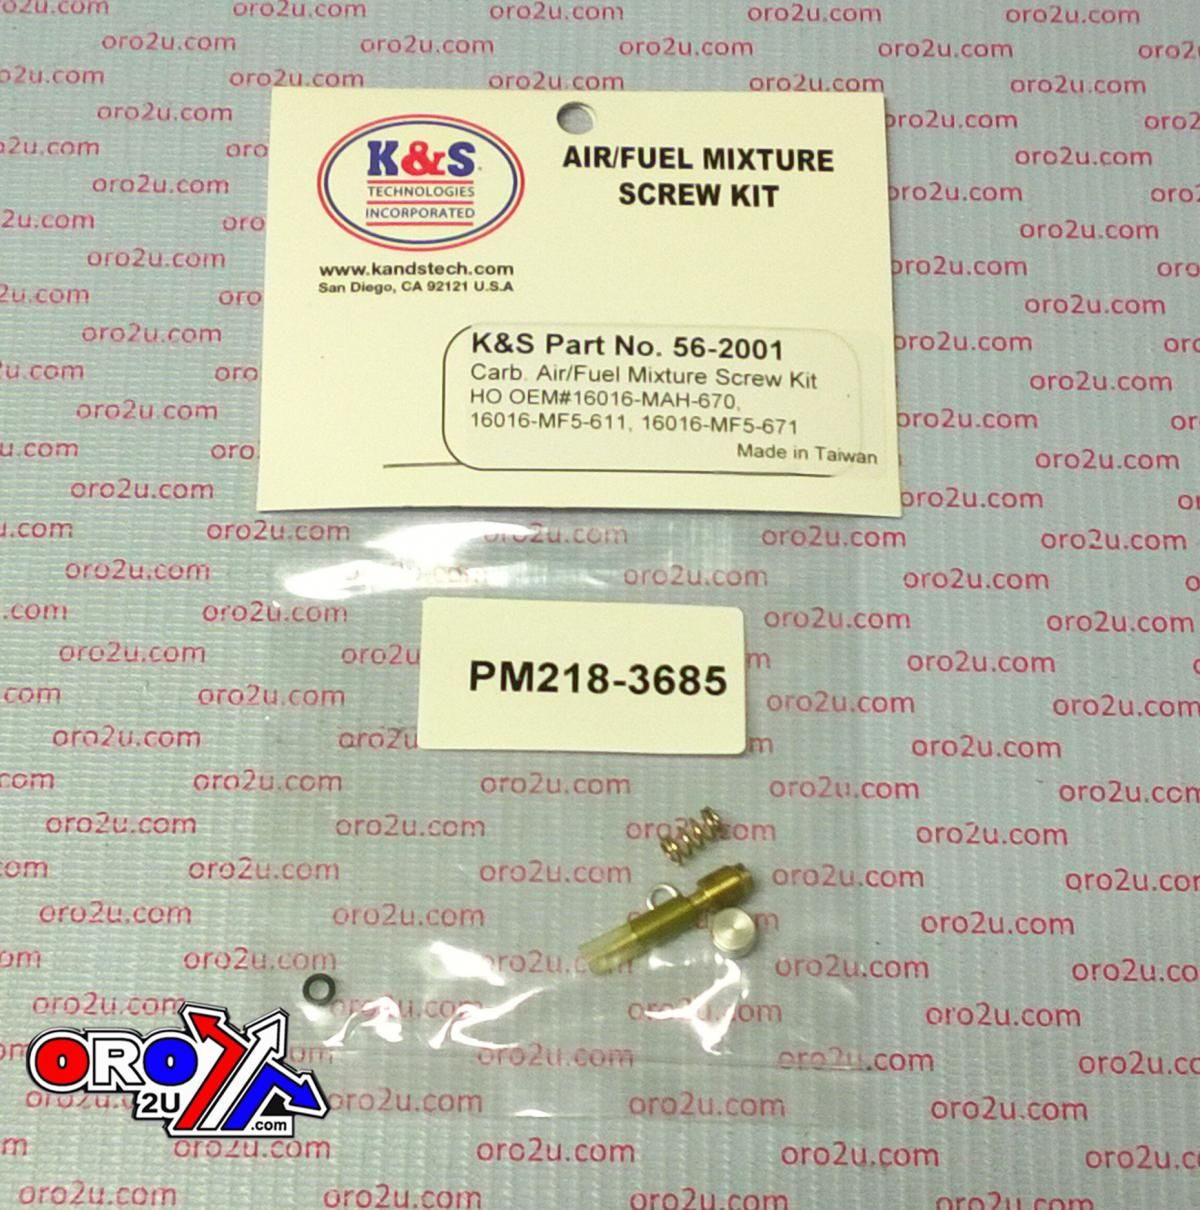 K&S
TECHNOLOGIES
INCORPORATED
www.kandstech.com
San Diego, CA 92121 U.S.A
AIR/FUEL MIXTURE
SCREW KIT
K&S Part No. 56-2001
Carb. Air/Fuel Mixture Screw Kit
HO OEM#16016-MAH-670,
16016-MF5-611, 16016-MF5-671
Made in Taiwan
PM218-3685
ORO
2U
.com
oro2u.com